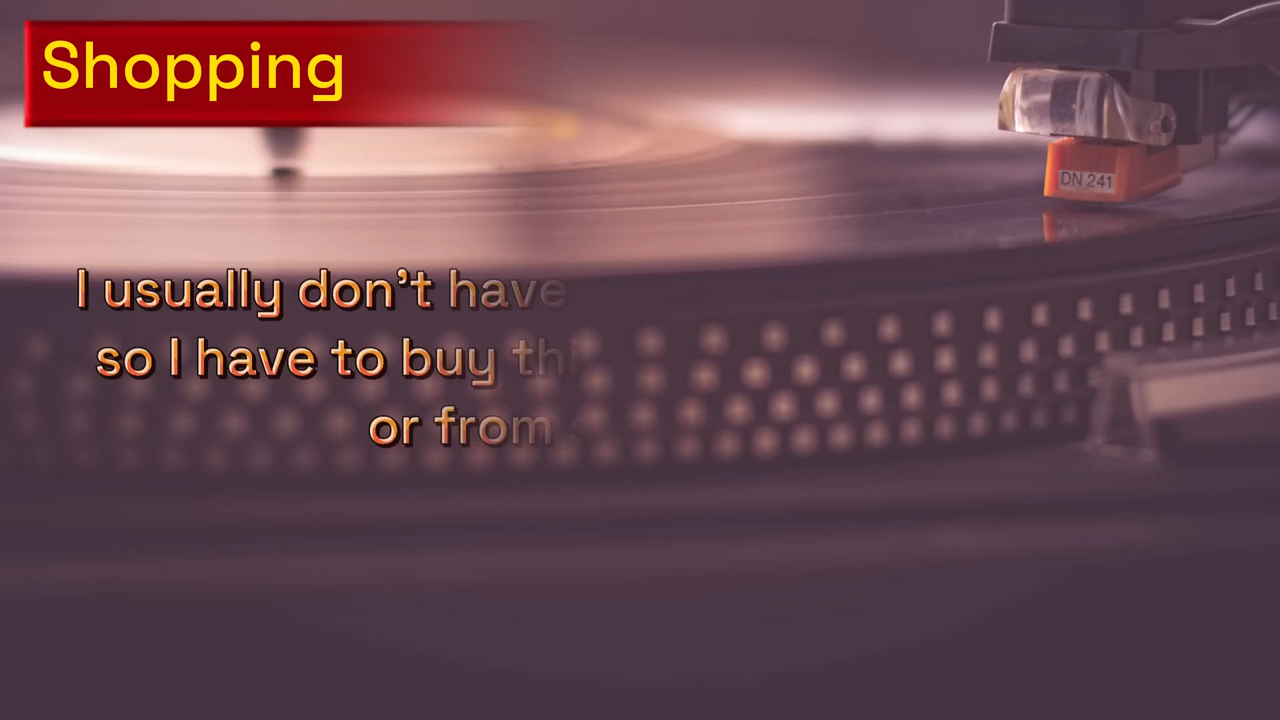 Shopping
DN 241
I usually don't have
so I have to buy
or from